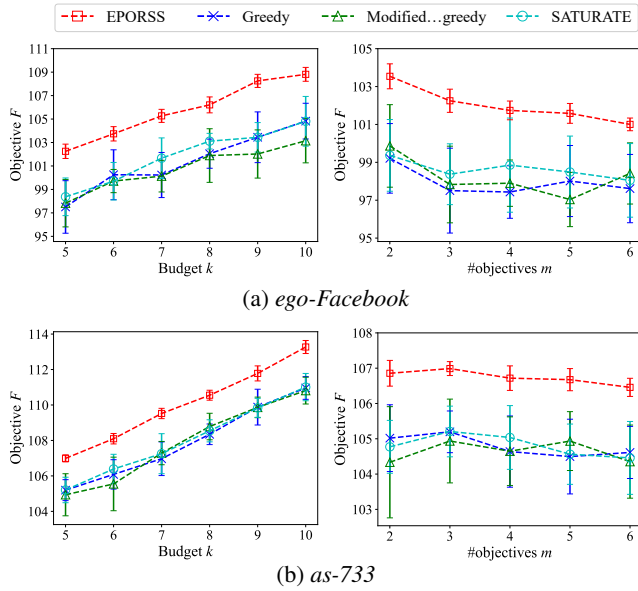 EPORSS Greedy Modified...greedy SATURATE
109
107
105
103
101
99
97
95
Objective F
5 6 7 8 9 10
Budget k
105
103
101
99
97
95
Objective F
2 3 4 5 6
#objectives m
(a) ego-Facebook
114
112
110
108
106
104
Objective F
5 6 7 8 9 10
Budget k
108
107
106
105
104
103
Objective F
2 3 4 5 6
#objectives m
(b) as-733